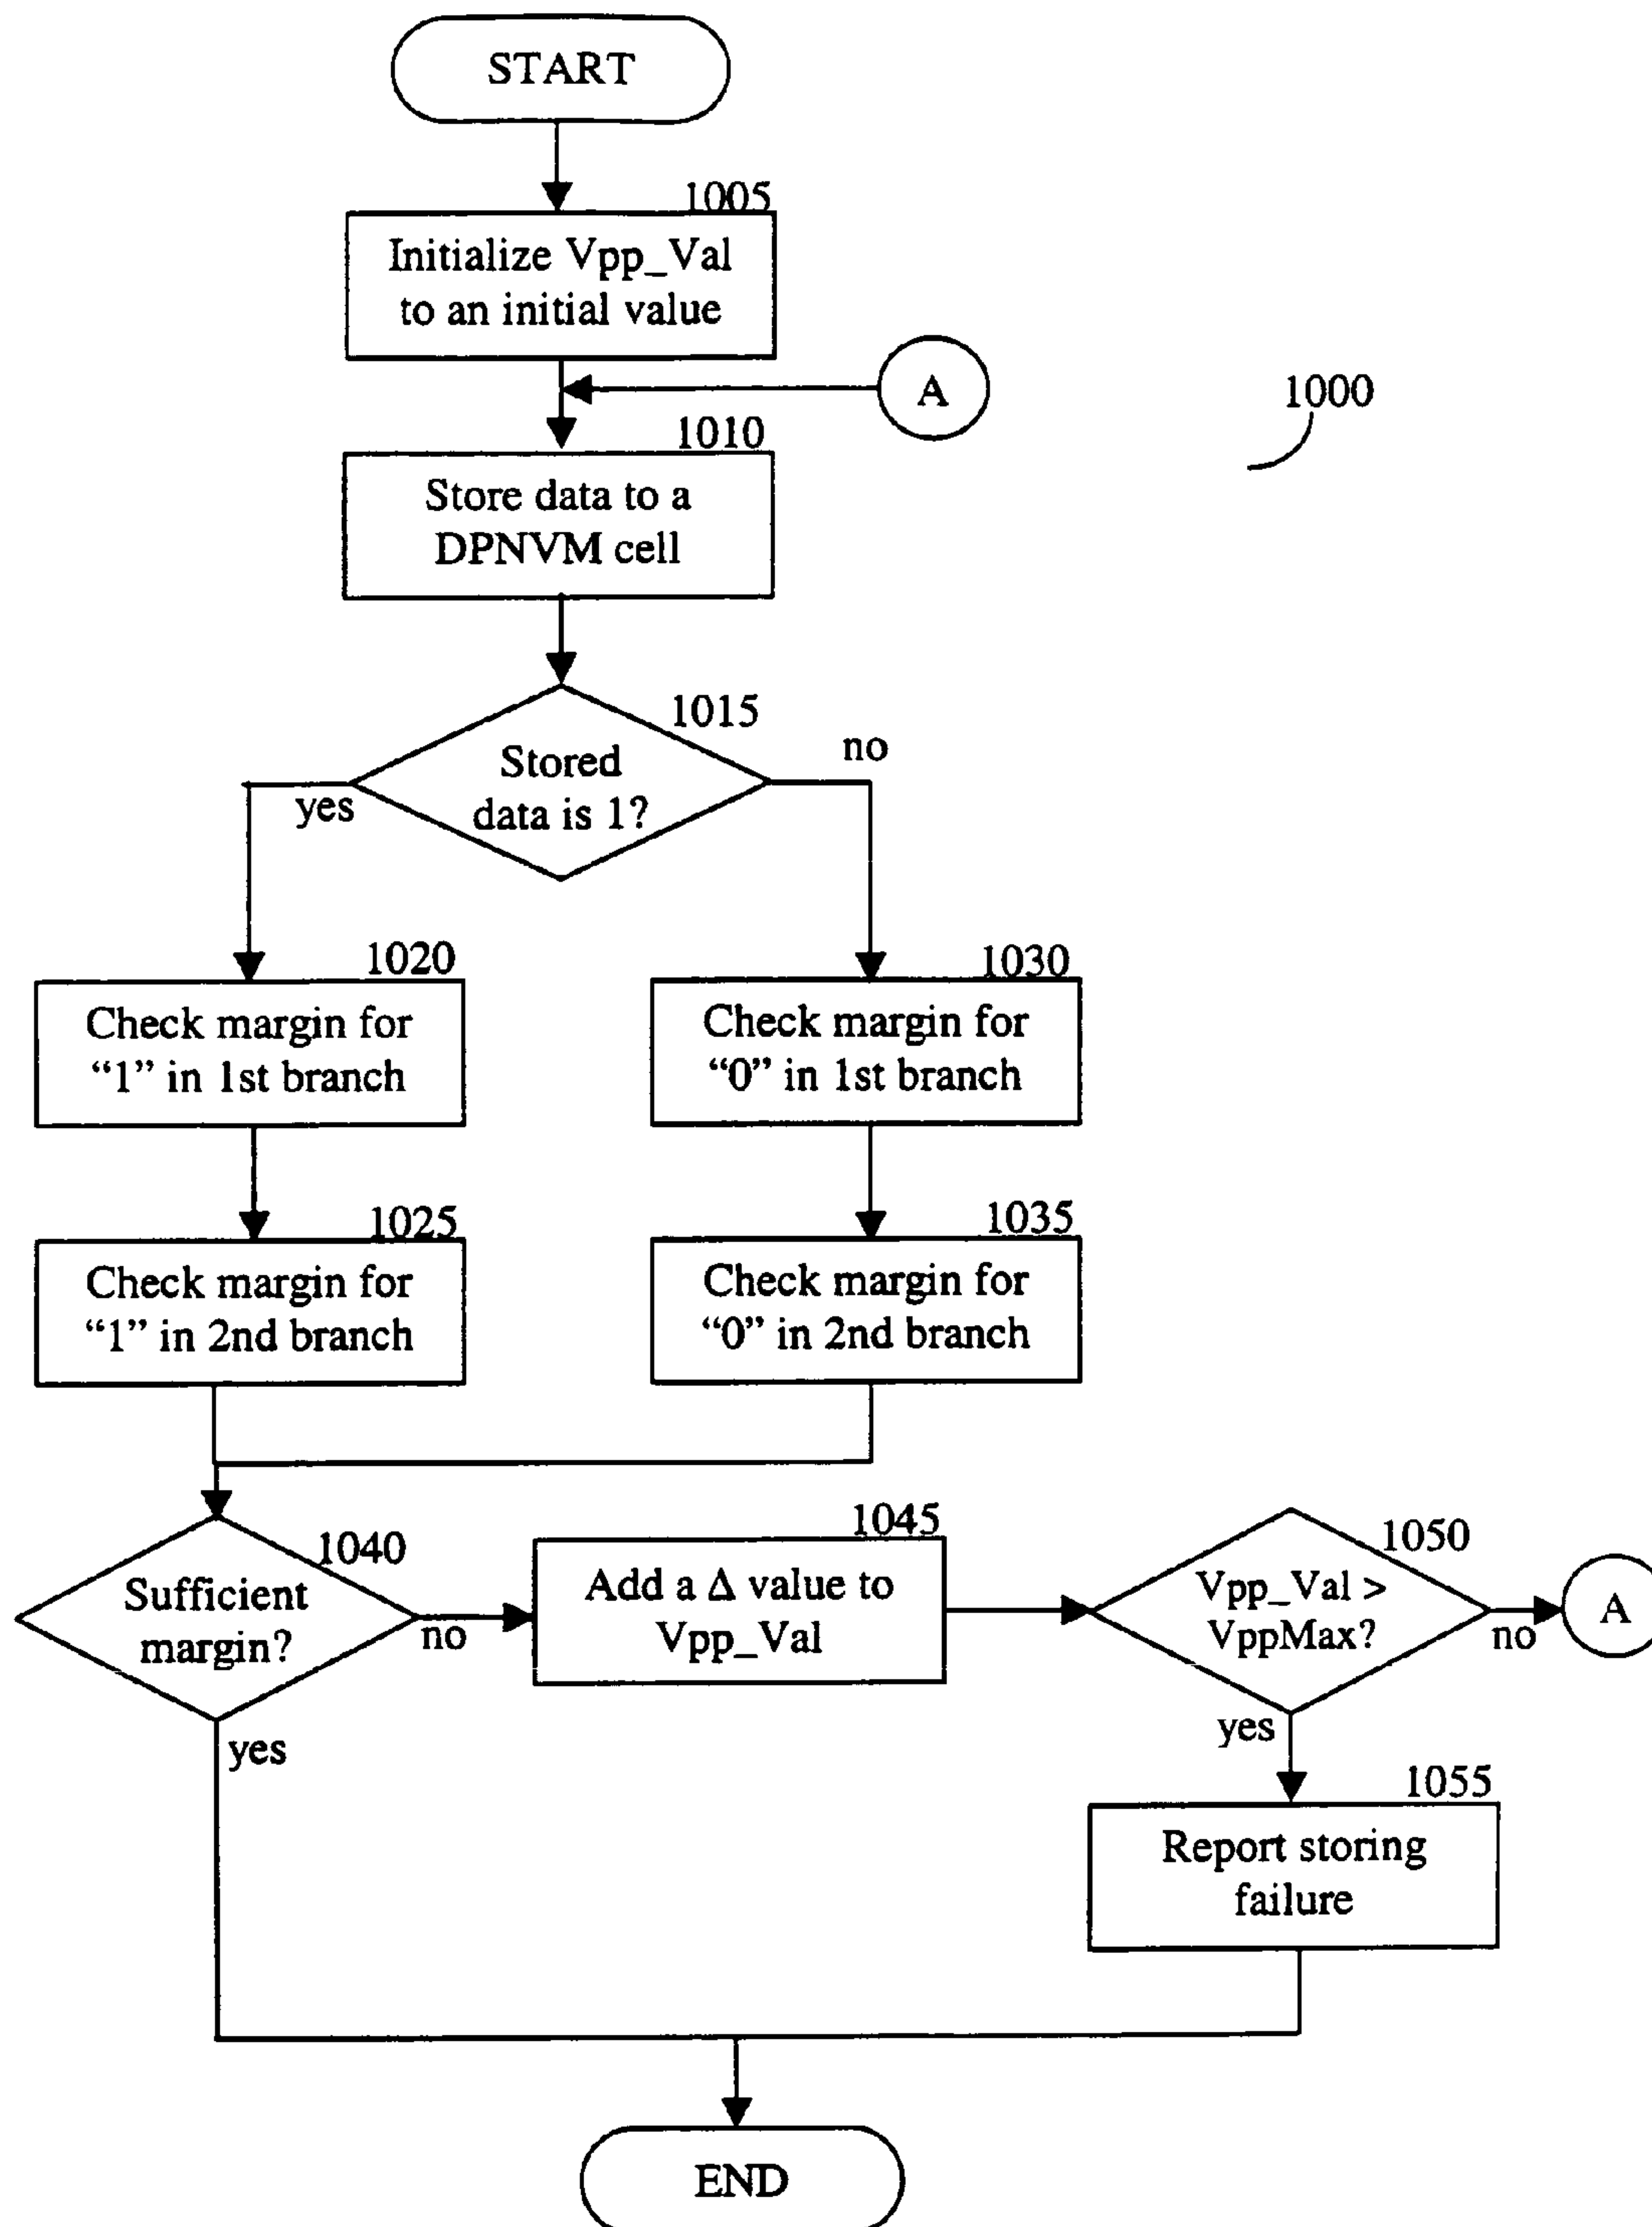 START
1005
Initialize Vpp_Val
to an initial value
A
1000
1010
Store data to a
DPNVM cell
1015
Stored
data is 1?
yes
no
1020
Check margin for
“1” in 1st branch
1030
Check margin for
“0” in 1st branch
1025
Check margin for
“1” in 2nd branch
1035
Check margin for
“0” in 2nd branch
1040
Sufficient
margin?
no
yes
1045
Add a Δ value to
Vpp_Val
1050
Vpp_Val >
VppMax?
no
A
yes
1055
Report storing
failure
END